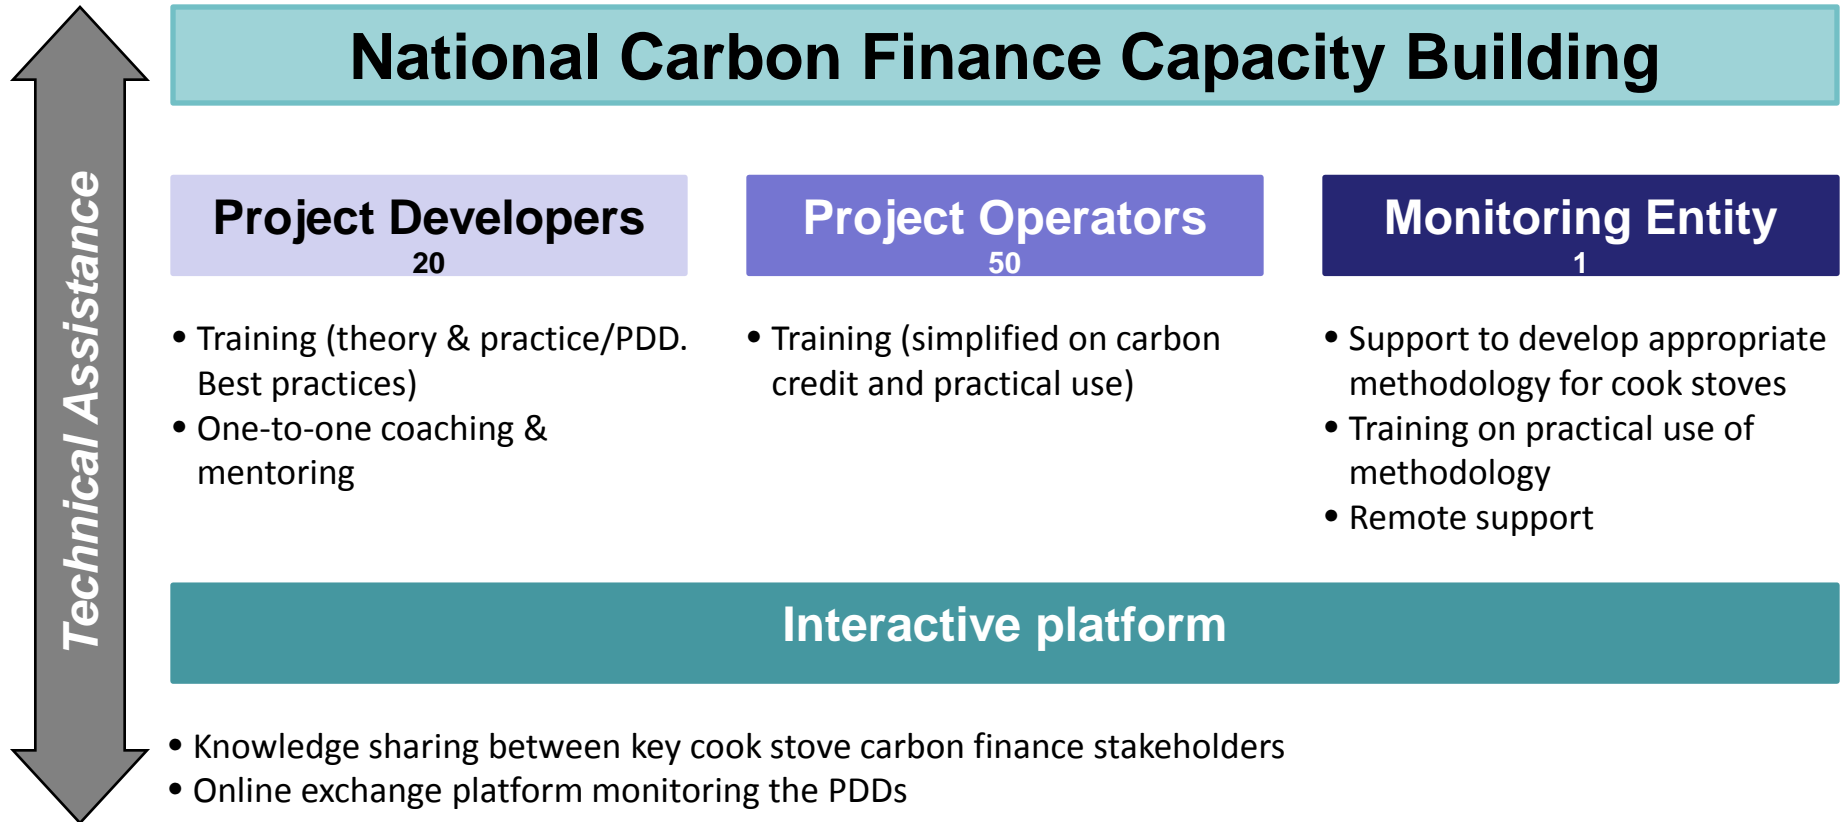 National Carbon Finance Capacity Building
Technical Assistance
Project Developers
20
• Training (theory & practice/PDD.
Best practices)
• One-to-one coaching &
mentoring
Project Operators
50
• Training (simplified on carbon
credit and practical use)
Monitoring Entity
1
• Support to develop appropriate
methodology for cook stoves
• Training on practical use of
methodology
• Remote support
Interactive platform
• Knowledge sharing between key cook stove carbon finance stakeholders
• Online exchange platform monitoring the PDDs